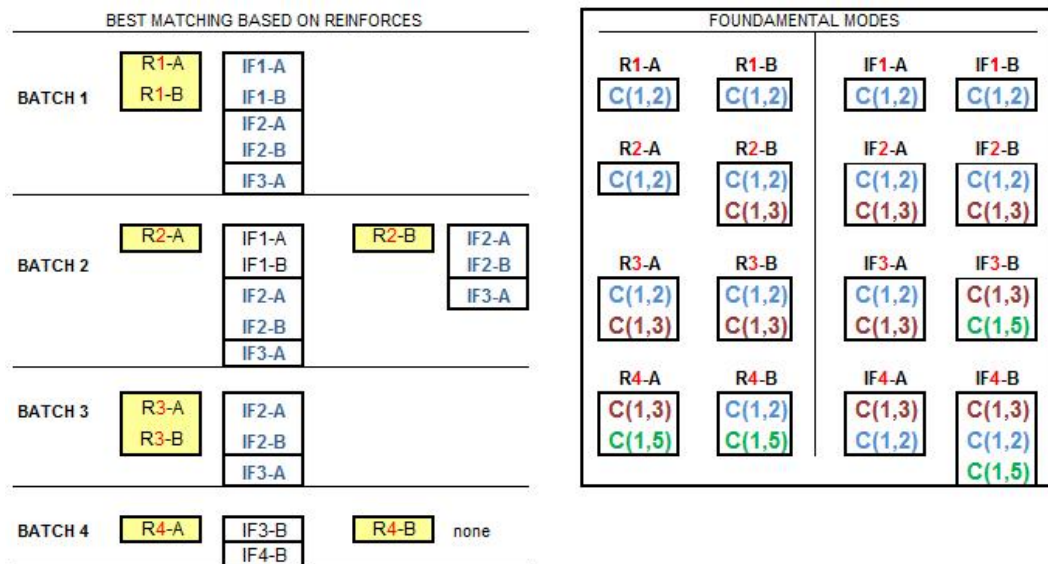 BEST MATCHING BASED ON REINFORCES
BATCH 1
R1-A
R1-B
IF1-A
IF1-B
IF2-A
IF2-B
IF3-A
BATCH 2
R2-A
IF1-A
IF1-B
IF2-A
IF2-B
IF3-A
R2-B
IF2-A
IF2-B
IF3-A
BATCH 3
R3-A
R3-B
IF2-A
IF2-B
IF3-A
BATCH 4
R4-A
IF3-B
IF4-B
R4-B
none
FOUNDAMENTAL MODES
R1-A R1-B IF1-A IF1-B
C(1,2) C(1,2) C(1,2) C(1,2)
R2-A R2-B IF2-A IF2-B
C(1,2) C(1,2) C(1,2) C(1,2)
C(1,3) C(1,3) C(1,3)
R3-A R3-B IF3-A IF3-B
C(1,2) C(1,2) C(1,2) C(1,3)
C(1,3) C(1,3) C(1,3) C(1,5)
R4-A R4-B IF4-A IF4-B
C(1,3) C(1,2) C(1,3) C(1,3)
C(1,5) C(1,5) C(1,2) C(1,2)
C(1,5)